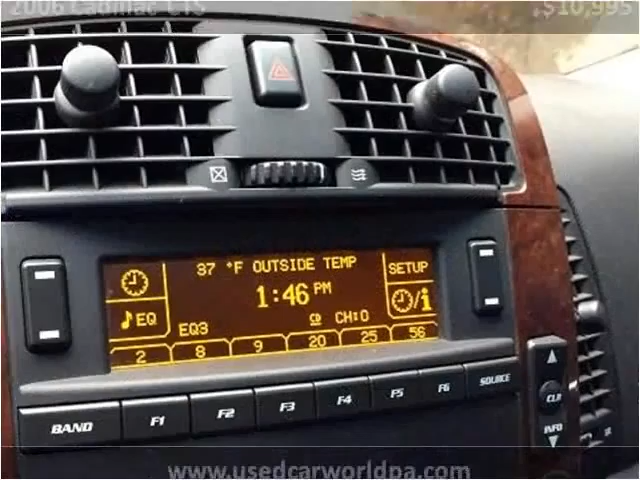 2006 Cadillac CTS
$10,995
37 °F OUTSIDE TEMP
SETUP
1:46 PM
i
EQ
EQ3
CD
CH:0
2 8 9 20 25 56
BAND F1 F2 F3 F4 F5 F6 SOURCE
CLR
INFO
www.usedcarworldpa.com